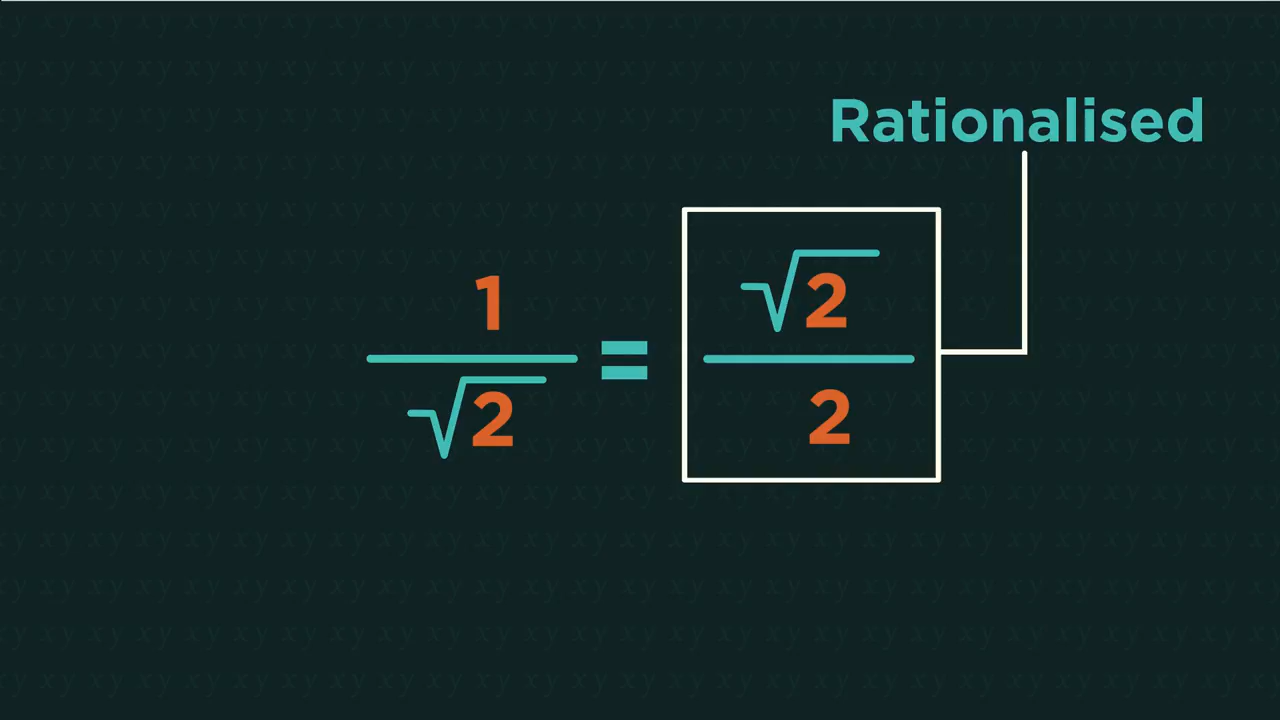 Rationalised
1/√2 = √2/2